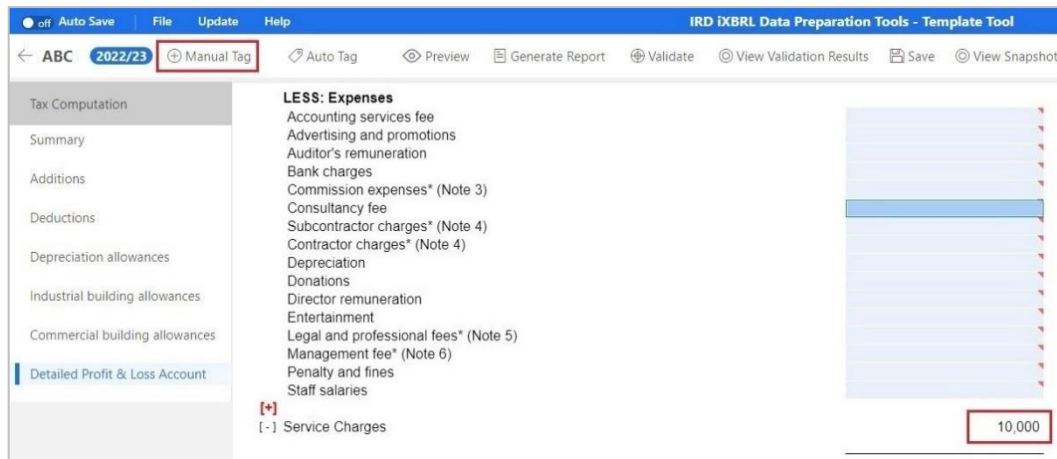 off Auto Save File Update Help IRD iXBRL Data Preparation Tools - Template Tool
← ABC 2022/23 Manual Tag Auto Tag Preview Generate Report Validate View Validation Results Save View Snapshot
Tax Computation
Summary
Additions
Deductions
Depreciation allowances
Industrial building allowances
Commercial building allowances
Detailed Profit & Loss Account
LESS: Expenses
Accounting services fee
Advertising and promotions
Auditor's remuneration
Bank charges
Commission expenses* (Note 3)
Consultancy fee
Subcontractor charges* (Note 4)
Contractor charges* (Note 4)
Depreciation
Donations
Director remuneration
Entertainment
Legal and professional fees* (Note 5)
Management fee* (Note 6)
Penalty and fines
Staff salaries
[+]
[-] Service Charges 10,000